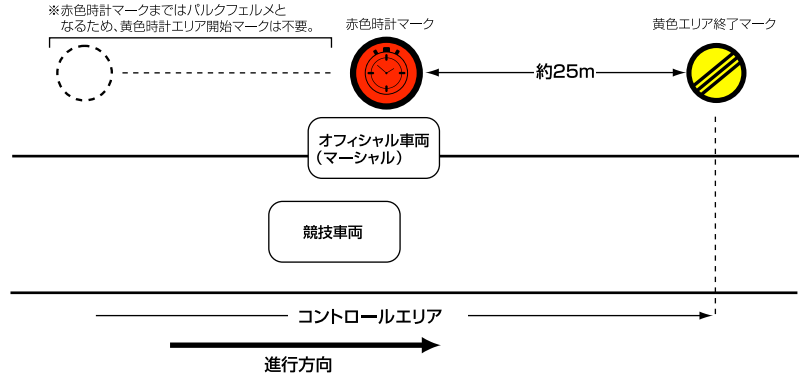 ※赤色時計マークまではパルクフェルメと
なるため、黄色時計エリア開始マークは不要。
赤色時計マーク
黄色エリア終了マーク
約25m
オフィシャル車両
（マーシャル）
競技車両
コントロールエリア
進行方向